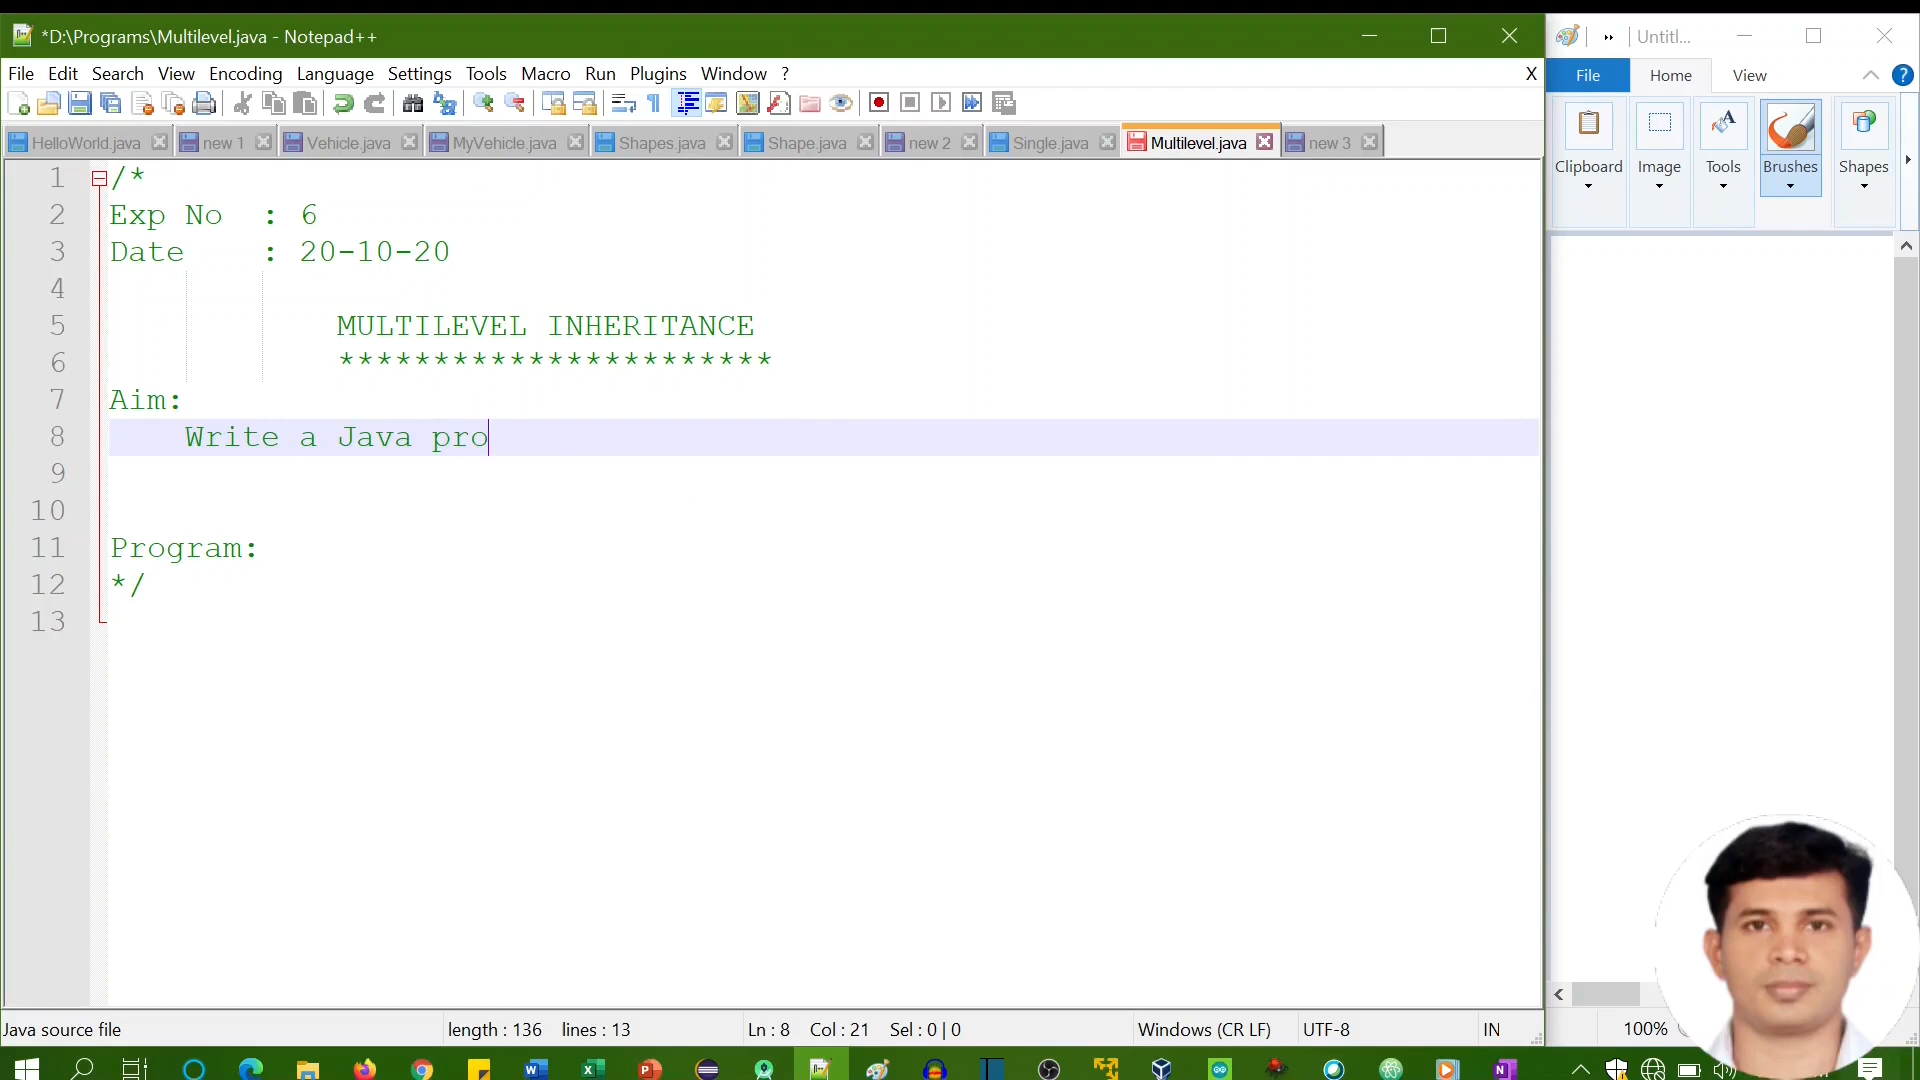 *D:\Programs\Multilevel.java - Notepad++
Untitl...
File Edit Search View Encoding Language Settings Tools Macro Run Plugins Window ? X
File Home View
HelloWorld.java new 1 Vehicle.java MyVehicle.java Shapes.java Shape.java new 2 Single.java Multilevel.java new 3
Clipboard Image Tools Brushes Shapes
1 /*
2 Exp No : 6
3 Date : 20-10-20
4
5 MULTILEVEL INHERITANCE
6 ***********************
7 Aim:
8 Write a Java pro
9
10
11 Program:
12 */
13
Java source file length : 136 lines : 13 Ln : 8 Col : 21 Sel : 0 | 0 Windows (CR LF) UTF-8 IN
100%